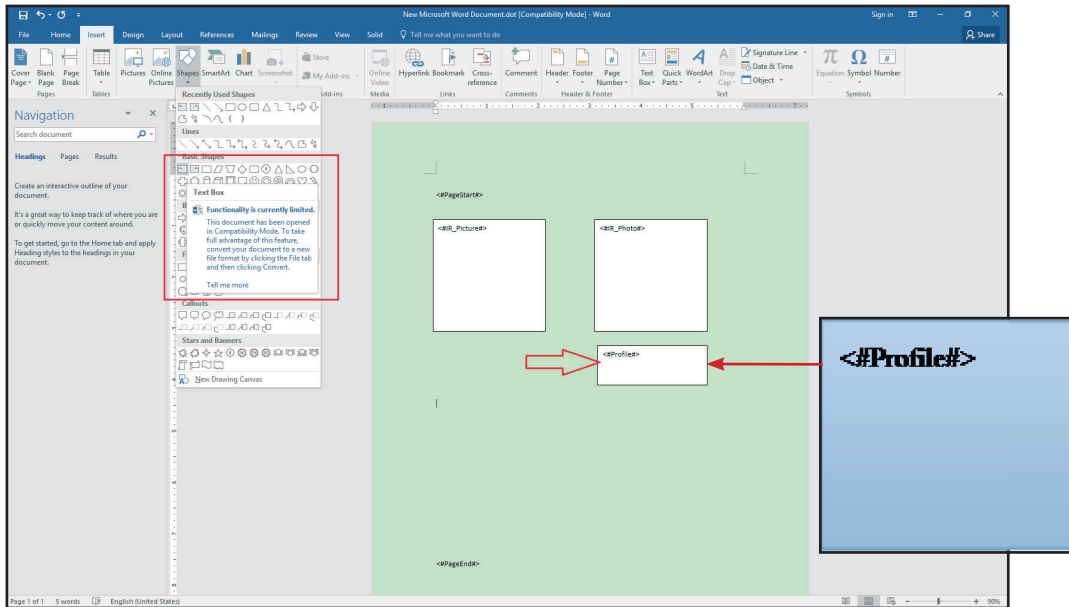 New Microsoft Word Document.dot [Compatibility Mode] - Word
Sign in
File Home Insert Design Layout References Mailings Review View Solid Tell me what you want to do
Share
Cover Page
Blank Page
Page Break
Table
Pictures
Online Pictures
Shapes
SmartArt
Chart
Screenshot
Store
My Add-ins
Online Video
Hyperlink
Bookmark
Cross-reference
Comment
Header
Footer
Page Number
Text Box
Quick Parts
WordArt
Drop Cap
Signature Line
Date & Time
Object
Equation
Symbol
Number
Pages Tables dd-ins Media Links Comments Header & Footer Text Symbols
Navigation
Search document
Headings Pages Results
Create an interactive outline of your
document.
It's a great way to keep track of where you are
or quickly move your content around.
To get started, go to the Home tab and apply
Heading styles to the headings in your
document.
Recently Used Shapes
Lines
Basic Shapes
Text Box
Functionality is currently limited.
This document has been opened
in Compatibility Mode. To take
full advantage of this feature,
convert your document to a new
file format by clicking the File tab
and then clicking Convert.
Tell me more
Callouts
Stars and Banners
New Drawing Canvas
<#PageStart#>
<#IR_Picture#>
<#IR_Photo#>
<#Profile#>
<#Profile#>
<#PageEnd#>
Page 1 of 1 5 words English (United States)
90%